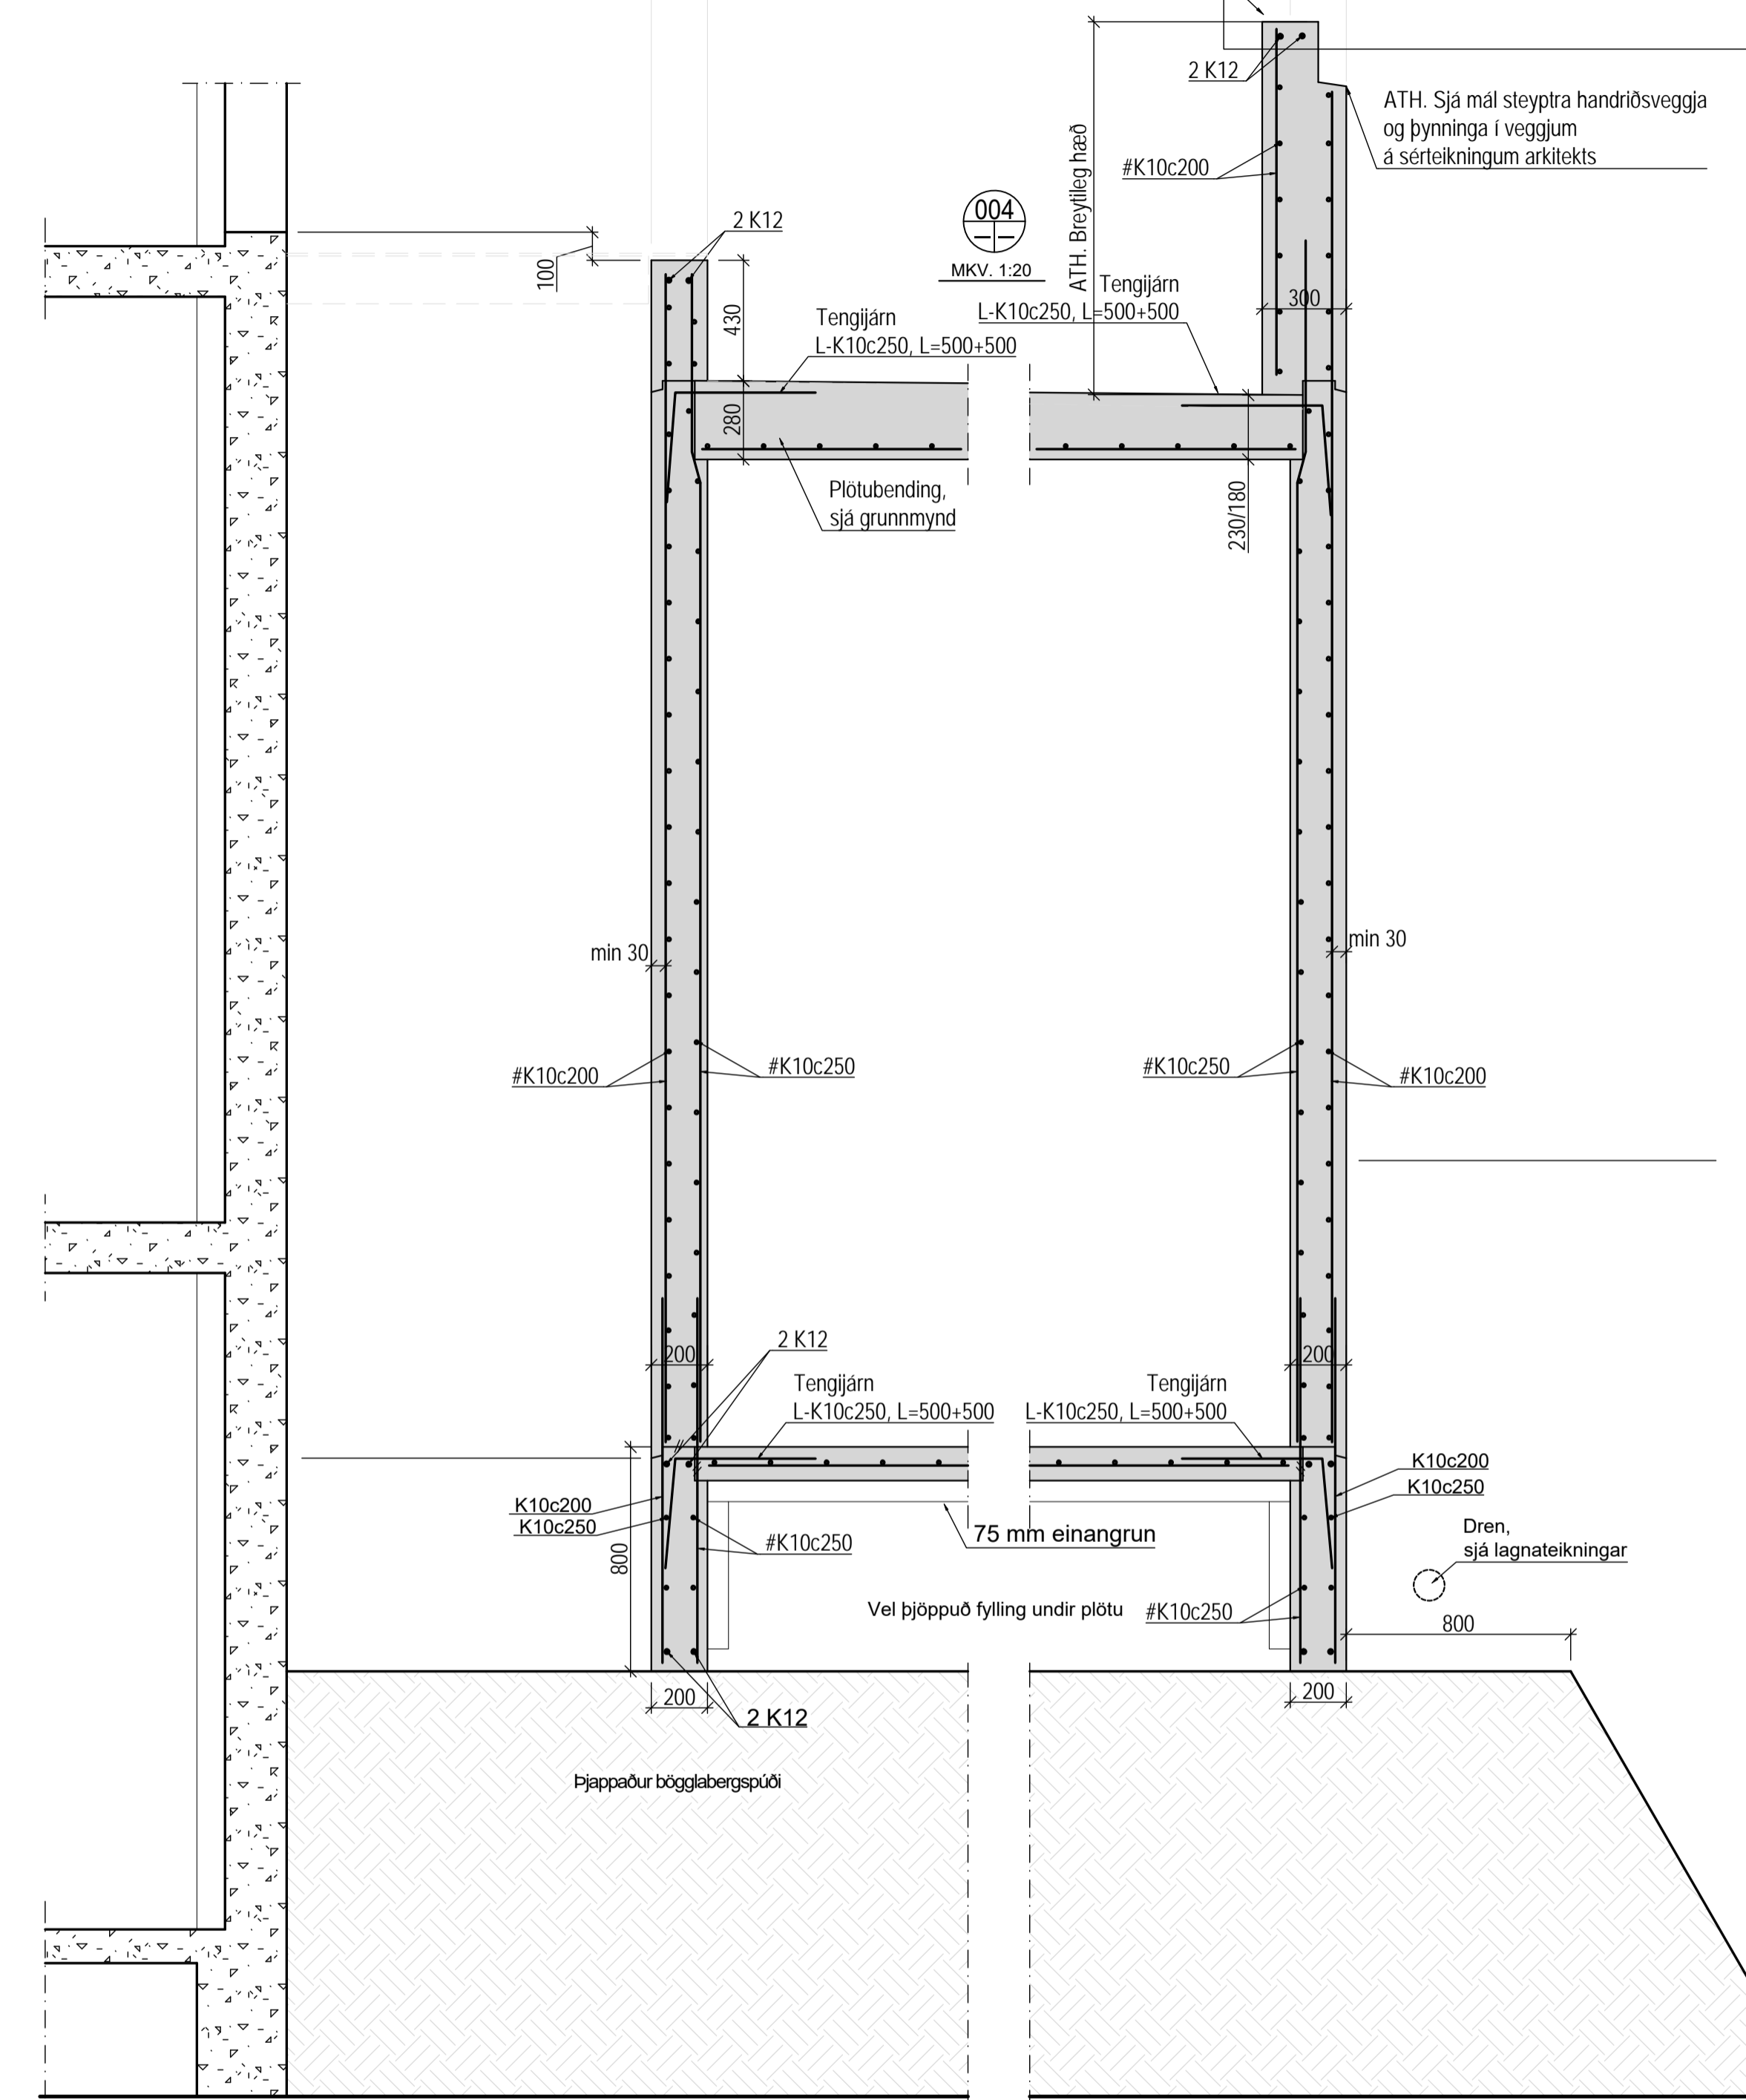 2 K12
ATH. Sjá mál steyptra handriðsveggja
og þynninga í veggjum
á sérteikningum arkitekts
#K10c200
ATH. Breytileg hæð
004
MKV. 1:20
2 K12
100
430
Tengijárn
L-K10c250, L=500+500
Tengijárn
L-K10c250, L=500+500
300
280
230/180
Plötubending,
sjá grunnmynd
min 30
min 30
#K10c200
#K10c250
#K10c250
#K10c200
2 K12
200
200
Tengijárn
L-K10c250, L=500+500
Tengijárn
L-K10c250, L=500+500
K10c200
K10c250
K10c200
K10c250
800
#K10c250
75 mm einangrun
Dren,
sjá lagnateikningar
Vel þjöppuð fylling undir plötu
#K10c250
800
200
2 K12
200
Þjappaður bögglabergspúði